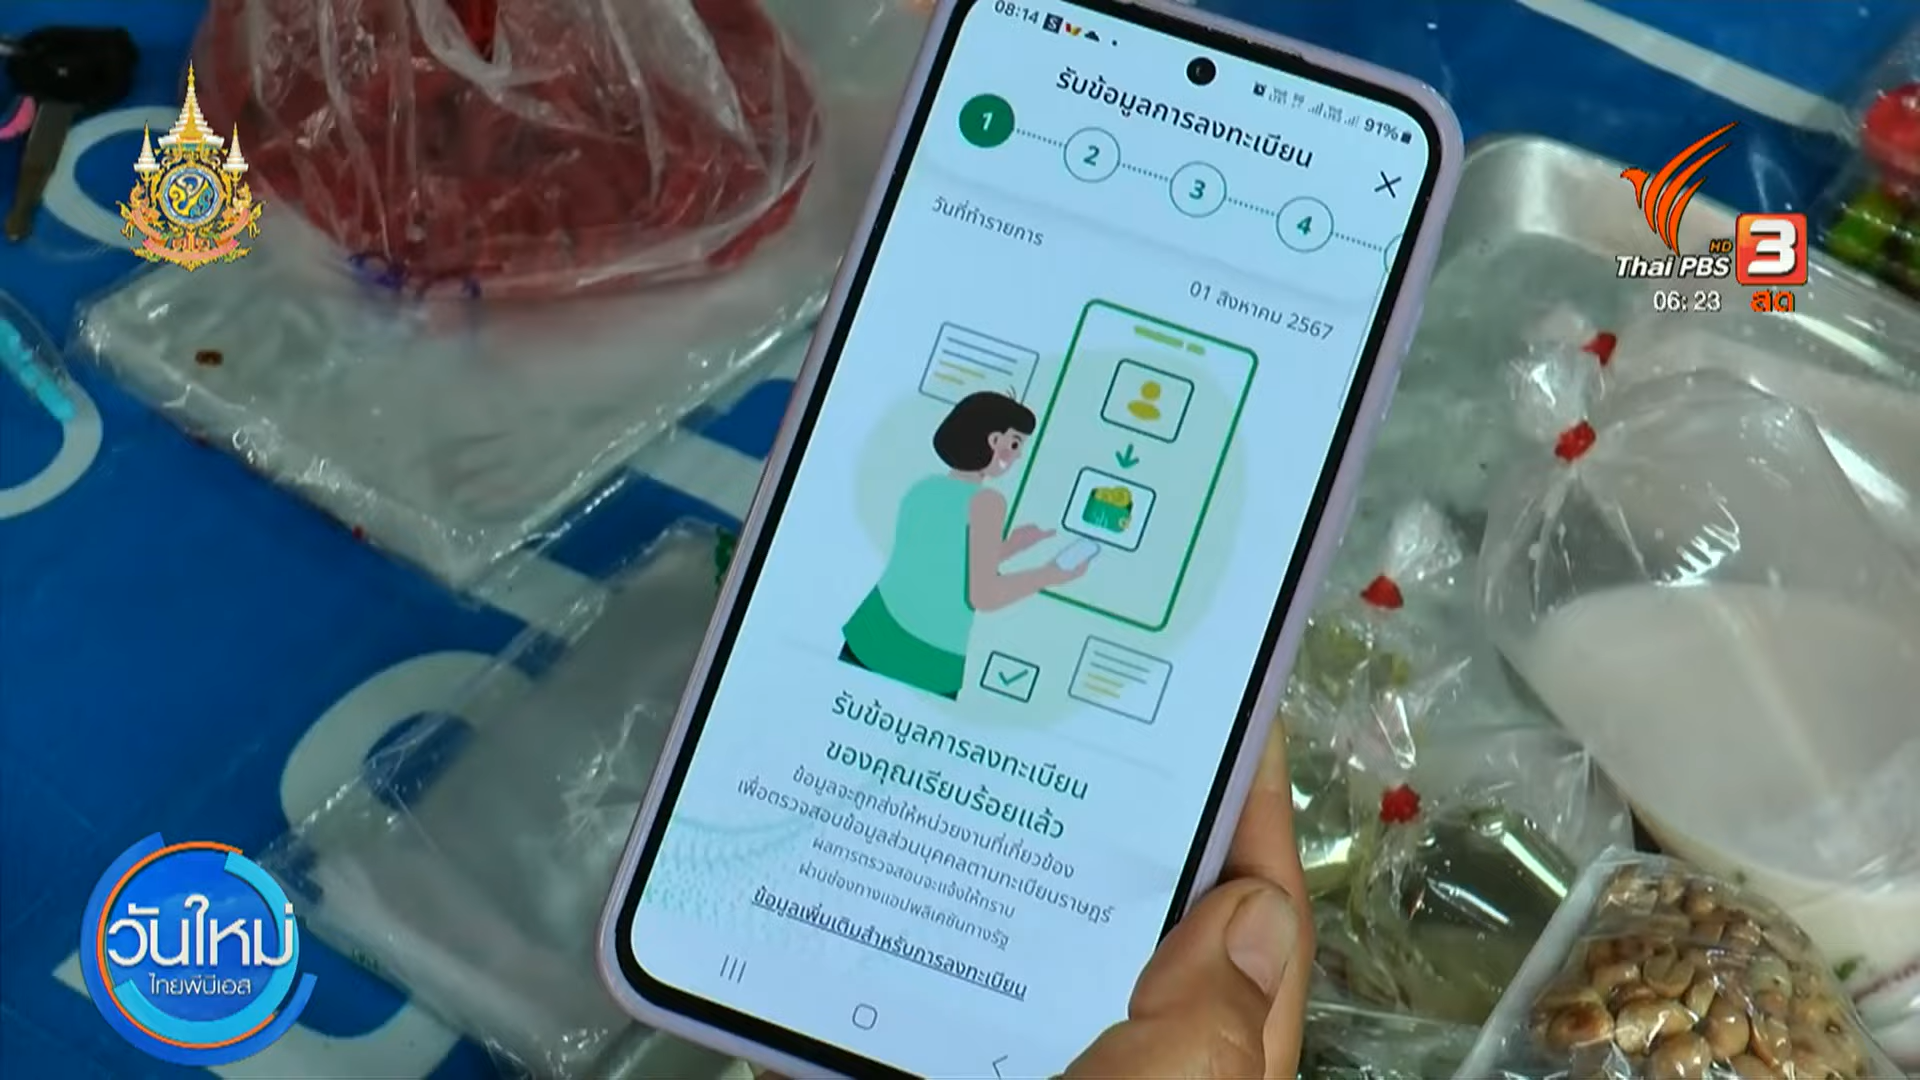 08:14
91%
รับข้อมูลการลงทะเบียน
1
2
3
4
วันที่ทำรายการ
01 สิงหาคม 2567
รับข้อมูลการลงทะเบียน
ของคุณเรียบร้อยแล้ว
ข้อมูลจะถูกส่งให้หน่วยงานที่เกี่ยวข้อง
เพื่อตรวจสอบข้อมูลส่วนบุคคลตามทะเบียนราษฎร์
ผลการตรวจสอบจะแจ้งให้ทราบ
ผ่านช่องทางแอปพลิเคชันทางรัฐ
ข้อมูลเพิ่มเติมสำหรับการลงทะเบียน
Thai PBS HD 3
06:23 สด
วันใหม่
ไทยพีบีเอส